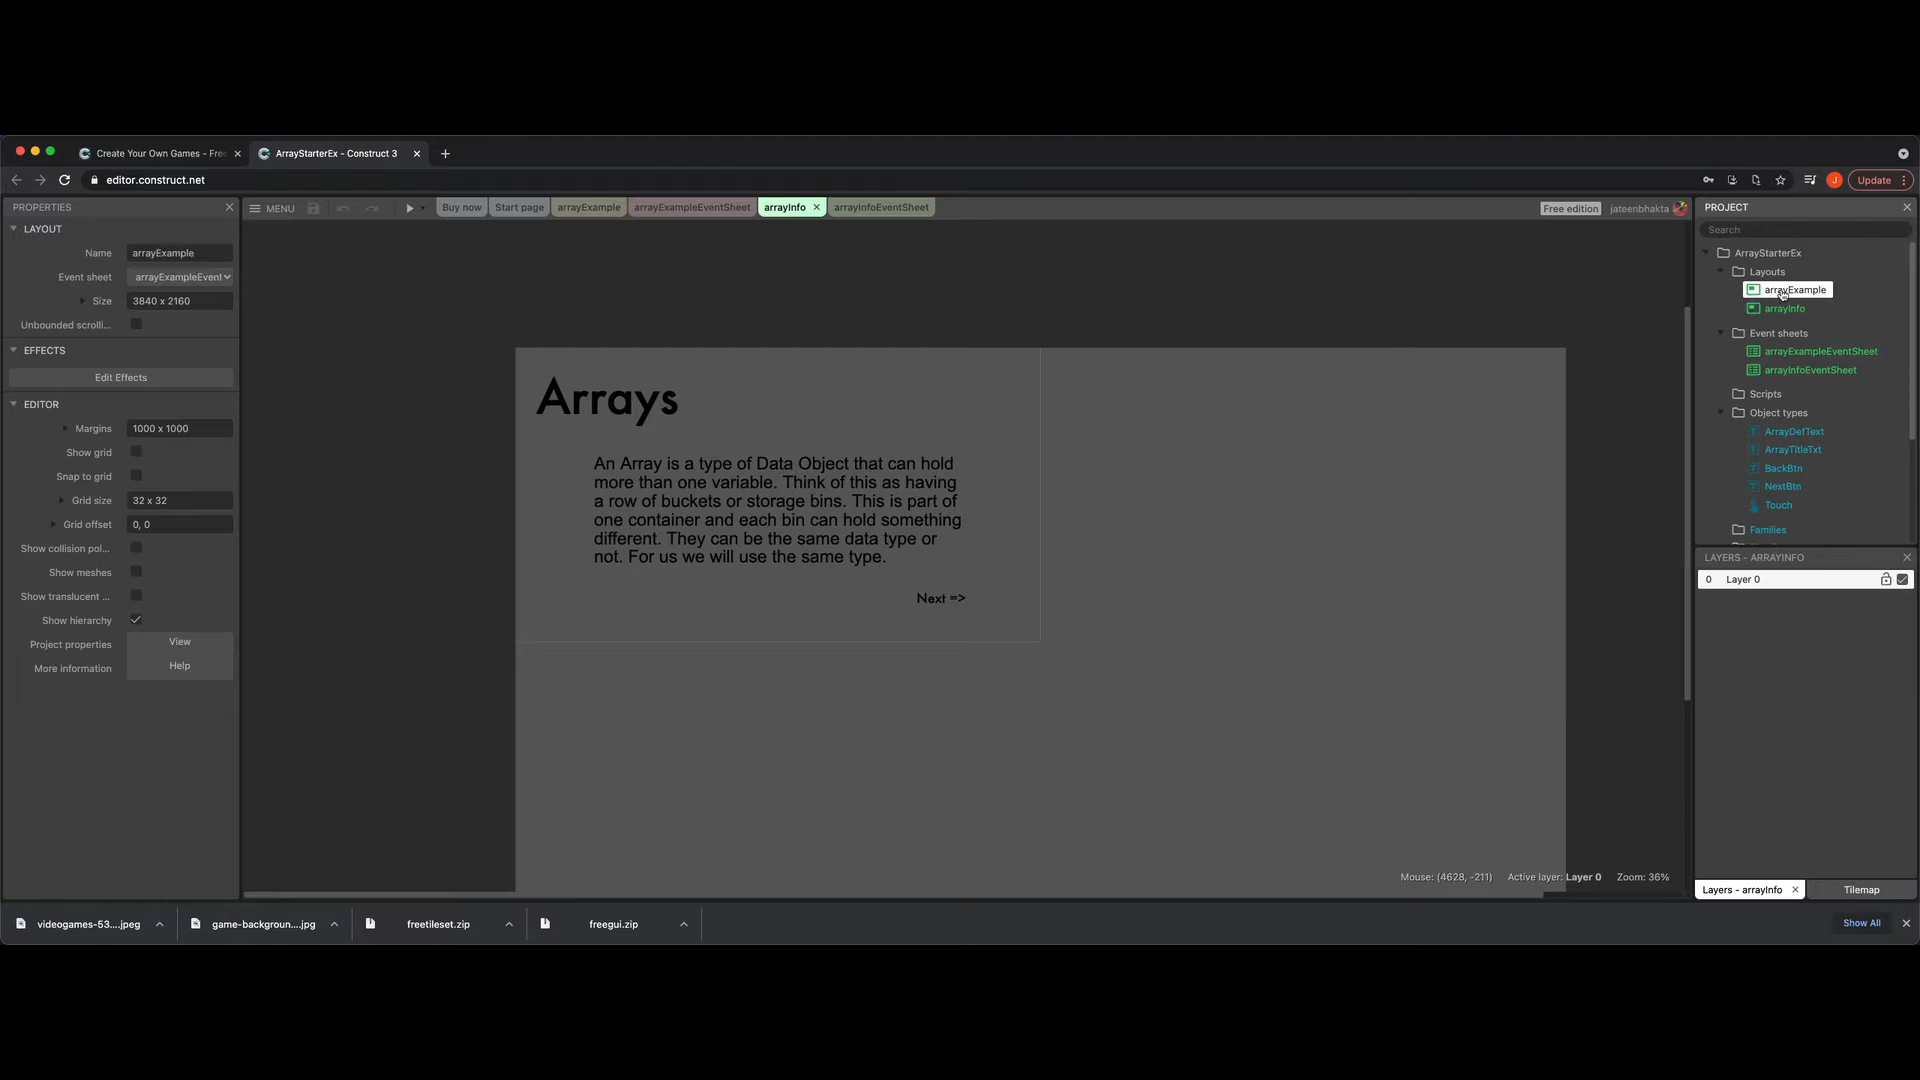 Create Your Own Games - Free
ArrayStarterEx - Construct 3
editor.construct.net
Update
PROPERTIES
MENU
Buy now
Start page
arrayExample
arrayExampleEventSheet
arrayInfo
arrayInfoEventSheet
Free edition
jateenbhakta
PROJECT
LAYOUT
Name
arrayExample
Event sheet
arrayExampleEvent
Size
3840 x 2160
Unbounded scrolli...
EFFECTS
Edit Effects
EDITOR
Margins
1000 x 1000
Show grid
Snap to grid
Grid size
32 x 32
Grid offset
0, 0
Show collision pol...
Show meshes
Show translucent ...
Show hierarchy
Project properties
View
More information
Help
Arrays
An Array is a type of Data Object that can hold
more than one variable. Think of this as having
a row of buckets or storage bins. This is part of
one container and each bin can hold something
different. They can be the same data type or
not. For us we will use the same type.
Next =>
Mouse: (4628, -211)
Active layer: Layer 0
Zoom: 36%
Search
ArrayStarterEx
Layouts
arrayExample
arrayInfo
Event sheets
arrayExampleEventSheet
arrayInfoEventSheet
Scripts
Object types
ArrayDefText
ArrayTitleTxt
BackBtn
NextBtn
Touch
Families
LAYERS - ARRAYINFO
0 Layer 0
Layers - arrayInfo
Tilemap
videogames-53....jpeg
game-backgroun....jpg
freetileset.zip
freegui.zip
Show All